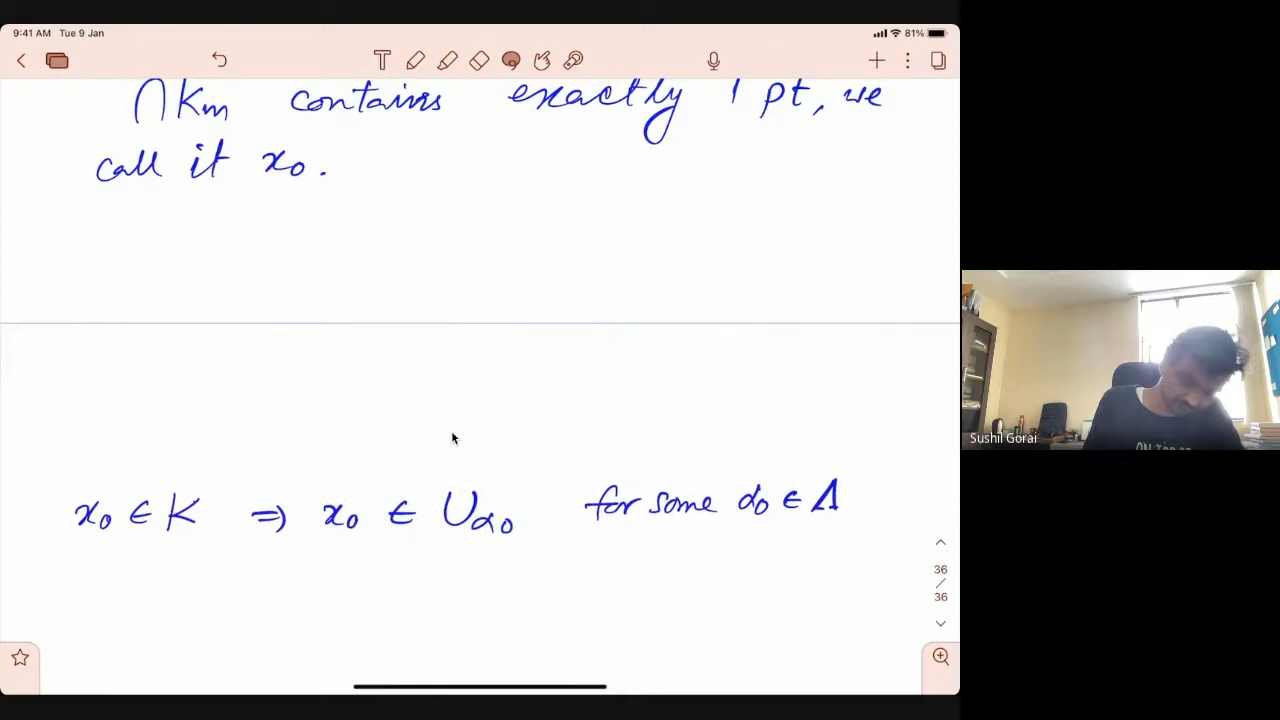 9:41 AM Tue 9 Jan
81%
T
∩ Km contains exactly 1 pt, we
call it x₀.
x₀ ∈ K ⇒ x₀ ∈ Uα₀ for some α₀ ∈ Λ
36
/
36
Sushil Gorai